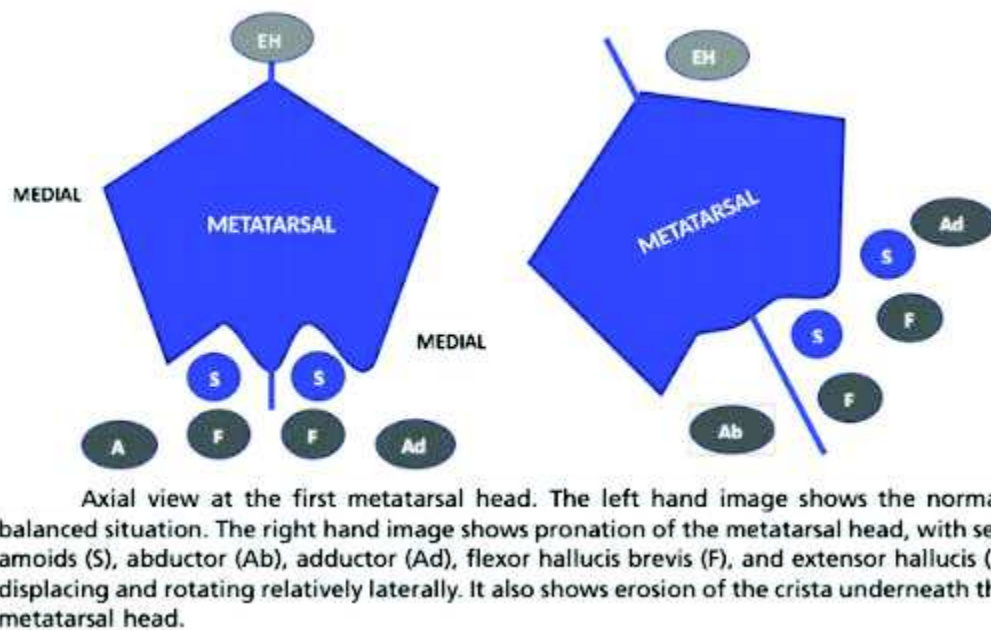 EH
EH
MEDIAL
METATARSAL
METATARSAL
Ad
S
F
MEDIAL
S
S
S
F
A
F
F
Ad
Ab
Axial view at the first metatarsal head. The left hand image shows the norma
balanced situation. The right hand image shows pronation of the metatarsal head, with se
amoids (S), abductor (Ab), adductor (Ad), flexor hallucis brevis (F), and extensor hallucis (
displacing and rotating relatively laterally. It also shows erosion of the crista underneath th
metatarsal head.